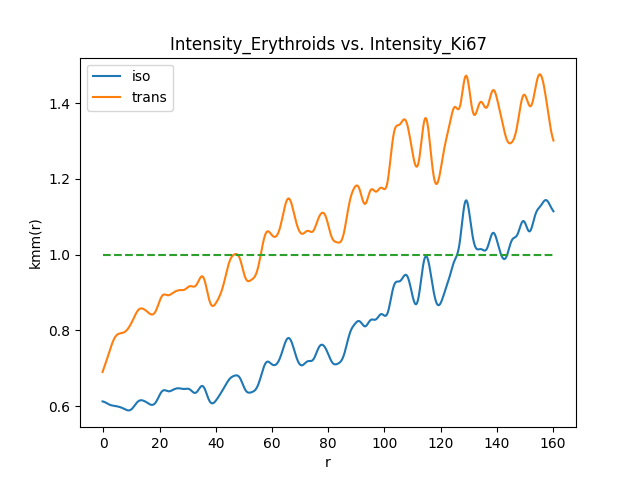 Intensity_Erythroids vs. Intensity_Ki67
iso
trans
kmm(r)
1.4
1.2
1.0
0.8
0.6
0 20 40 60 80 100 120 140 160
r